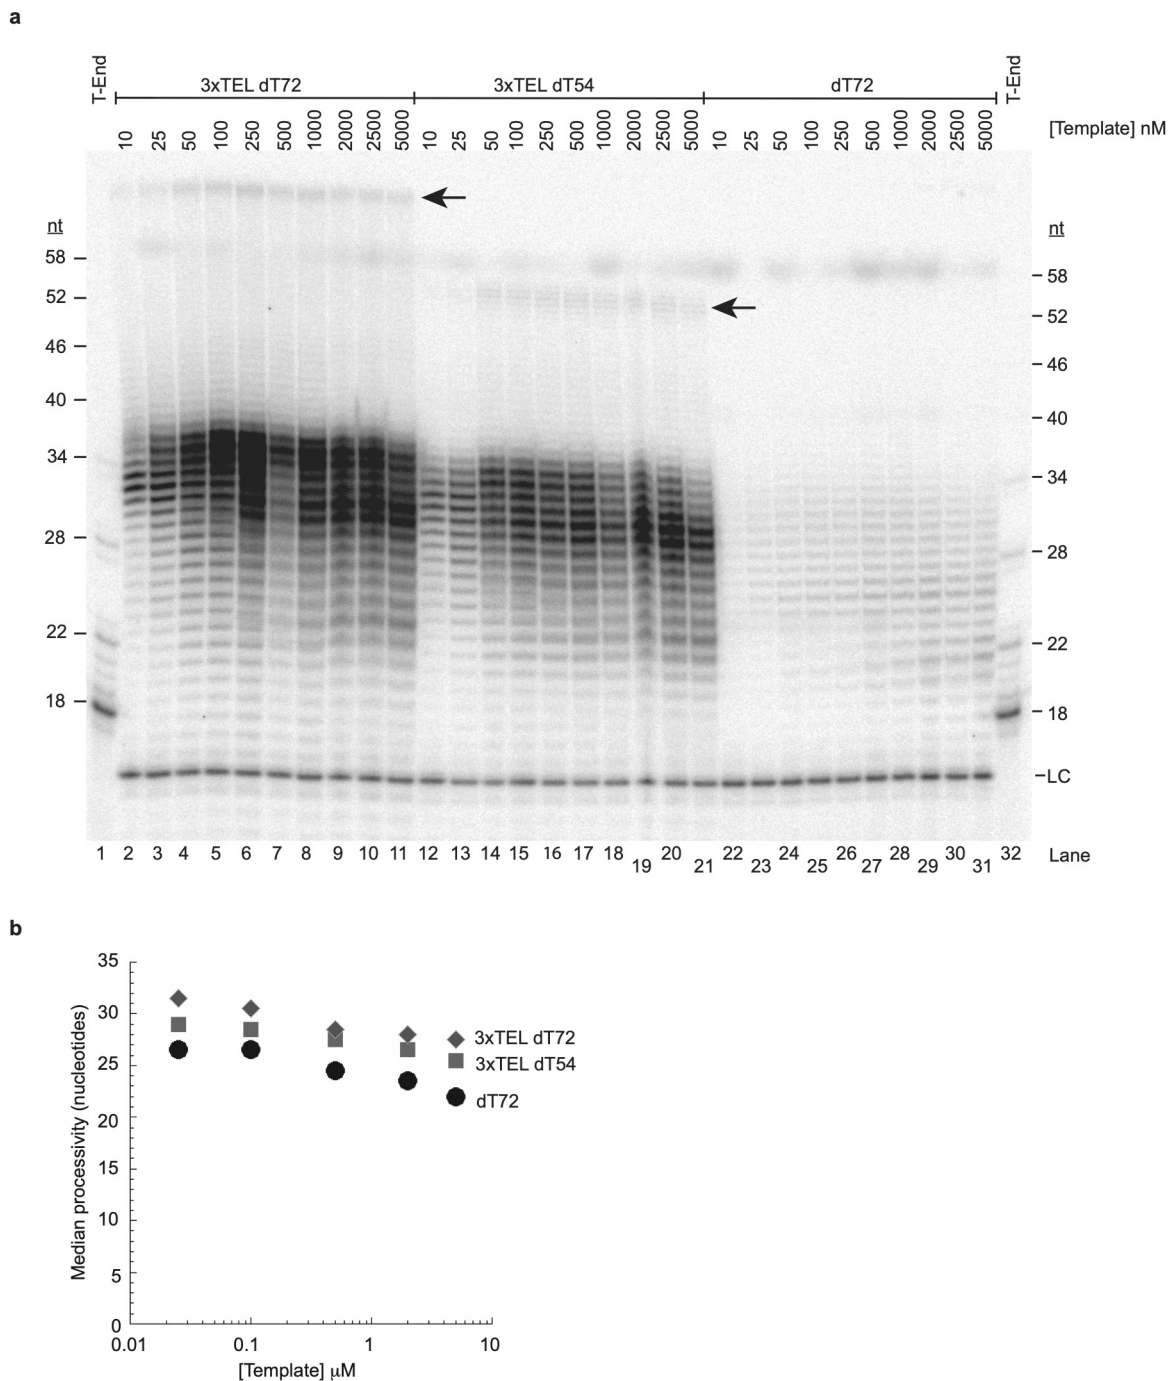 a
T-End
3xTEL dT72
3xTEL dT54
dT72
T-End
10 25 50 100 250 500 1000 2000 2500 5000 10 25 50 100 250 500 1000 2000 2500 5000 10 25 50 100 250 500 1000 2000 2500 5000
[Template] nM
nt
58
52
46
40
34
28
22
18
nt
58
52
46
40
34
28
22
18
LC
1 2 3 4 5 6 7 8 9 10 11 12 13 14 15 16 17 18 19 20 21 22 23 24 25 26 27 28 29 30 31 32 Lane
b
Median processivity (nucleotides)
35
30
25
20
15
10
5
0
3xTEL dT72
3xTEL dT54
dT72
0.01 0.1 1 10
[Template] μM